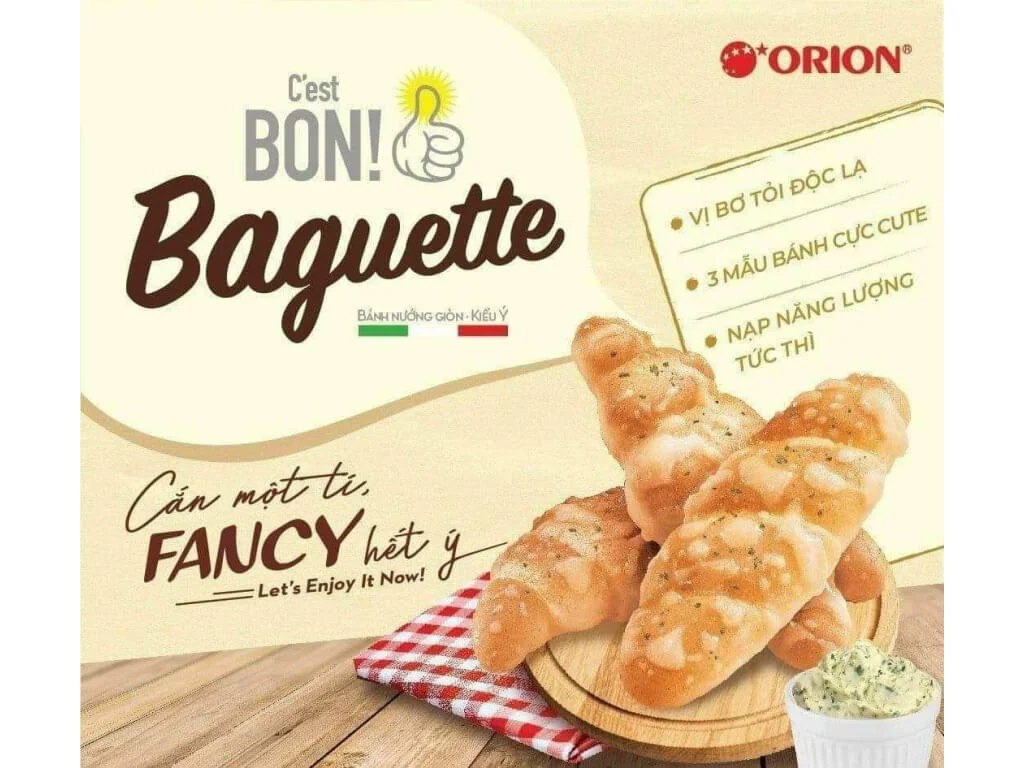 ORION®
C'est
BON!
Baguette
BÁNH NƯỚNG GIÒN - KIỂU Ý
• VỊ BƠ TỎI ĐỘC LẠ
• 3 MẪU BÁNH CỰC CUTE
• NẠP NĂNG LƯỢNG
TỨC THÌ
Cắn một tí,
FANCY hết ý
Let's Enjoy It Now!